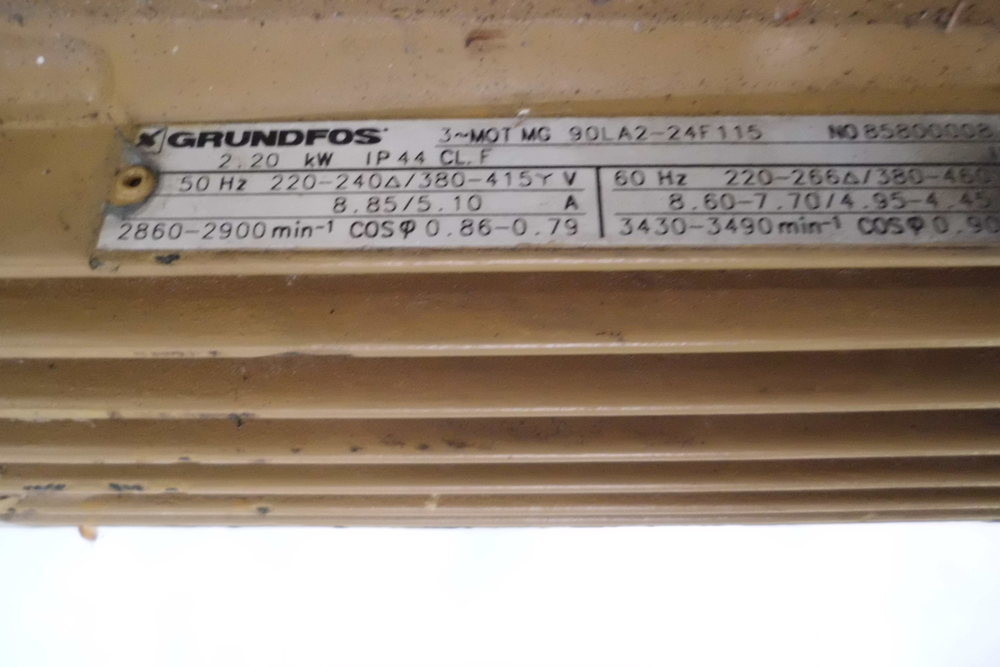 GRUNDFOS 3~MOT MG 90LA2-24F115 NO 85800008
2.20 kW IP 44 CL. F
50 Hz 220-240Δ/380-415Y V 60 Hz 220-266Δ/380-460
8.85/5.10 A 8.60-7.70/4.95-4.45
2860-2900 min⁻¹ COSφ 0.86-0.79 3430-3490 min⁻¹ COSφ 0.90